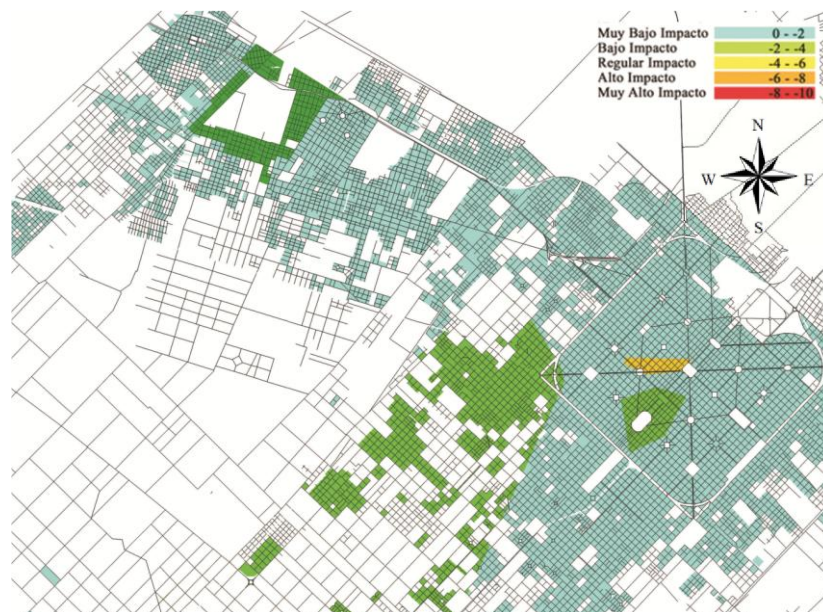 Muy Bajo Impacto 0 - -2
Bajo Impacto -2 - -4
Regular Impacto -4 - -6
Alto Impacto -6 - -8
Muy Alto Impacto -8 - -10
N
W E
S